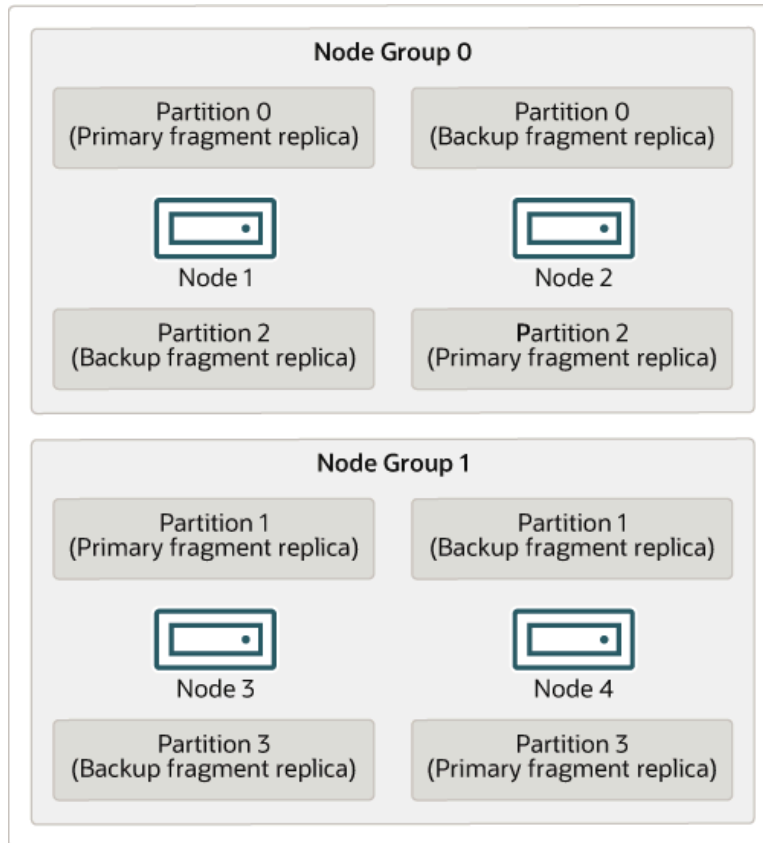 Node Group 0
Partition 0
(Primary fragment replica)
Partition 0
(Backup fragment replica)
Node 1
Node 2
Partition 2
(Backup fragment replica)
Partition 2
(Primary fragment replica)
Node Group 1
Partition 1
(Primary fragment replica)
Partition 1
(Backup fragment replica)
Node 3
Node 4
Partition 3
(Backup fragment replica)
Partition 3
(Primary fragment replica)